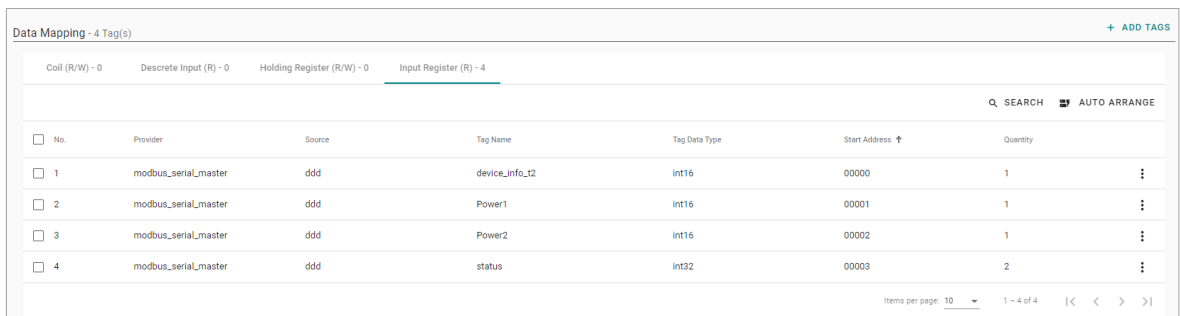 Data Mapping - 4 Tag(s) + ADD TAGS
Coil (R/W) - 0 Descrete Input (R) - 0 Holding Register (R/W) - 0 Input Register (R) - 4
SEARCH AUTO ARRANGE
No. Provider Source Tag Name Tag Data Type Start Address ↑ Quantity
1 modbus_serial_master ddd device_info_t2 int16 00000 1
2 modbus_serial_master ddd Power1 int16 00001 1
3 modbus_serial_master ddd Power2 int16 00002 1
4 modbus_serial_master ddd status int32 00003 2
Items per page: 10 1 – 4 of 4